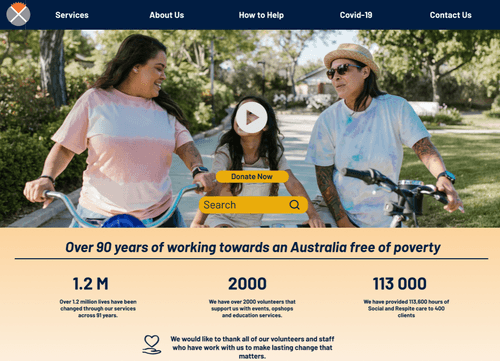 Services About Us How to Help Covid-19 Contact Us
Donate Now
Search
Over 90 years of working towards an Australia free of poverty
1.2 M 2000 113 000
Over 1.2 million lives have been
changed through our services
across 91 years.
We have over 2000 volunteers that
support us with events, opshops
and education services.
We have provided 113,600 hours of
Social and Respite care to 400
clients
We would like to thank all of our volunteers and staff
who have work with us to make lasting change that
matters.